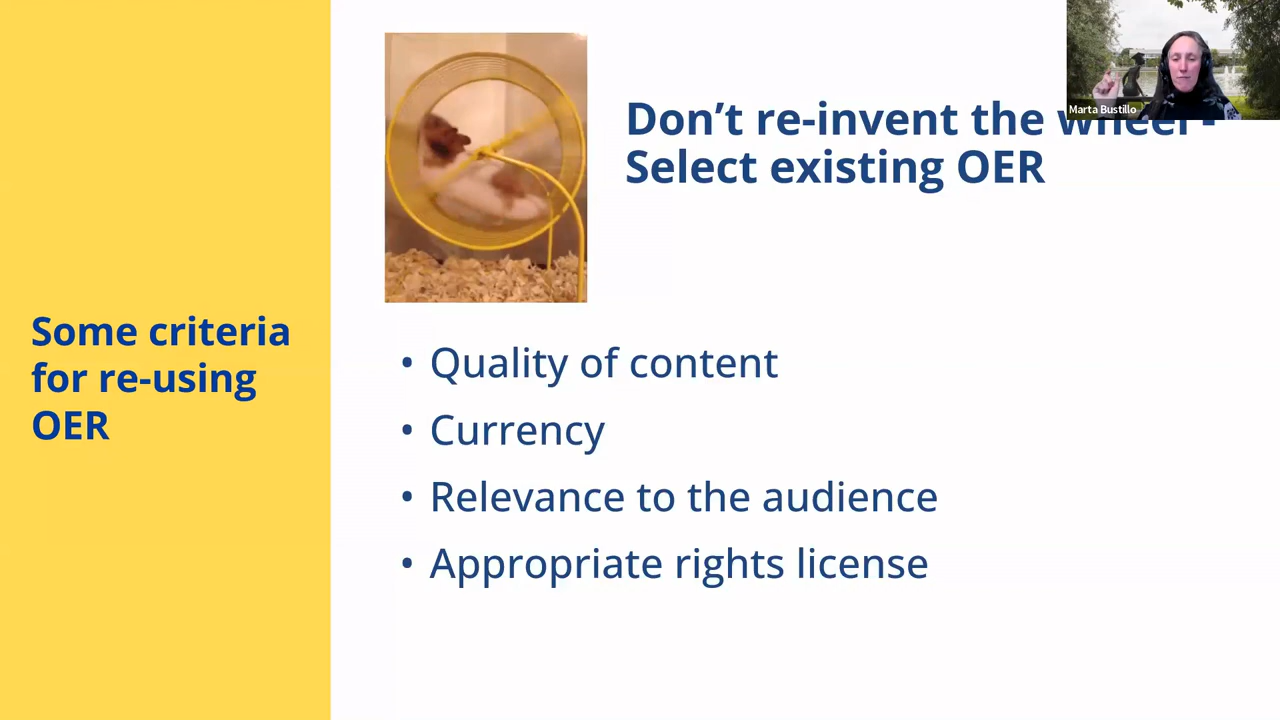 Marta Bustillo
Don’t re-invent the wheel -
Select existing OER
Some criteria
for re-using
OER
• Quality of content
• Currency
• Relevance to the audience
• Appropriate rights license